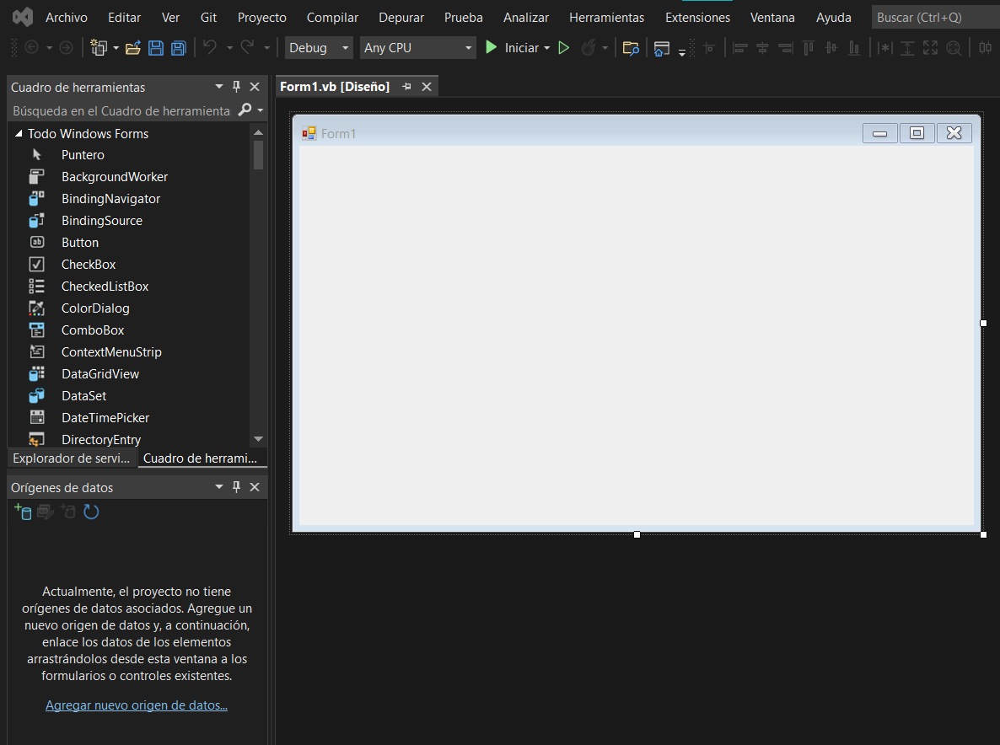 Archivo Editar Ver Git Proyecto Compilar Depurar Prueba Analizar Herramientas Extensiones Ventana Ayuda Buscar (Ctrl+Q)
Debug Any CPU Iniciar
Cuadro de herramientas
Búsqueda en el Cuadro de herramienta
Todo Windows Forms
Puntero
BackgroundWorker
BindingNavigator
BindingSource
Button
CheckBox
CheckedListBox
ColorDialog
ComboBox
ContextMenuStrip
DataGridView
DataSet
DateTimePicker
DirectoryEntry
Explorador de servi... Cuadro de herrami...
Orígenes de datos
Actualmente, el proyecto no tiene
orígenes de datos asociados. Agregue un
nuevo origen de datos y, a continuación,
enlace los datos de los elementos
arrastrándolos desde esta ventana a los
formularios o controles existentes.
Agregar nuevo origen de datos...
Form1.vb [Diseño]
Form1